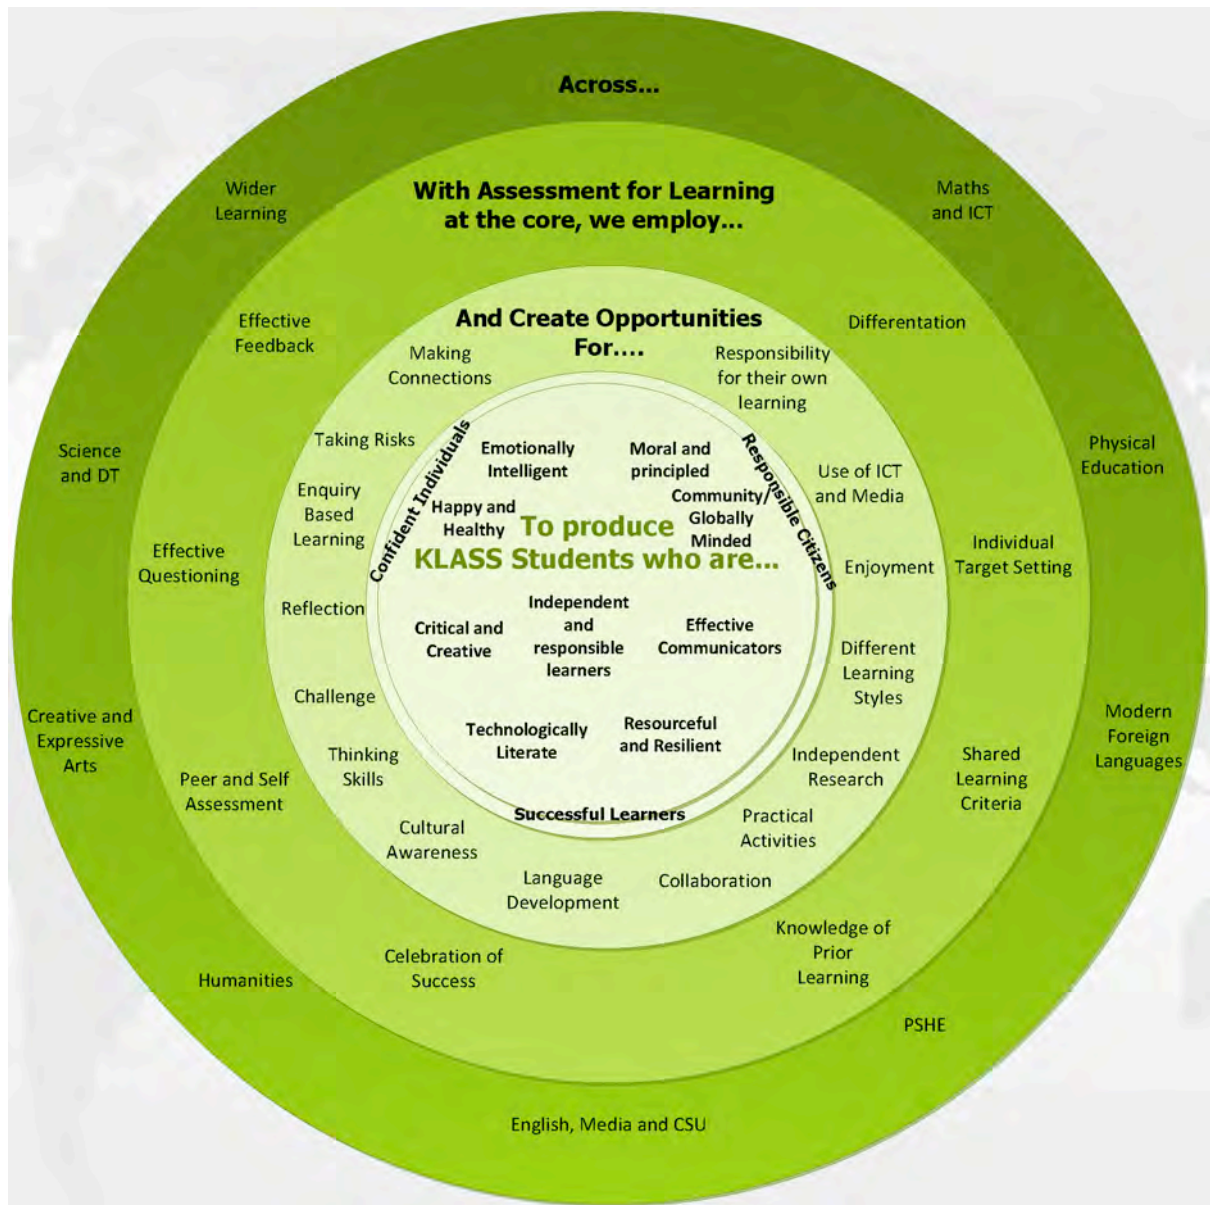 Across...
Wider
Learning
Maths
and ICT
Science
and DT
Physical
Education
Creative and
Expressive
Arts
Modern
Foreign
Languages
Humanities
PSHE
English, Media and CSU
With Assessment for Learning
at the core, we employ...
Effective
Feedback
Differentation
Effective
Questioning
Individual
Target Setting
Peer and Self
Assessment
Shared
Learning
Criteria
Celebration of
Success
Knowledge of
Prior
Learning
And Create Opportunities
For....
Making
Connections
Responsibility
for their own
learning
Taking Risks
Use of ICT
and Media
Enquiry
Based
Learning
Enjoyment
Reflection
Different
Learning
Styles
Challenge
Independent
Research
Thinking
Skills
Practical
Activities
Cultural
Awareness
Language
Development
Collaboration
Confident Individuals
Responsible Citizens
Successful Learners
Emotionally
Intelligent
Moral and
principled
Happy and
Healthy
Community/
Globally
Minded
To produce
KLASS Students who are...
Critical and
Creative
Independent
and
responsible
learners
Effective
Communicators
Technologically
Literate
Resourceful
and Resilient